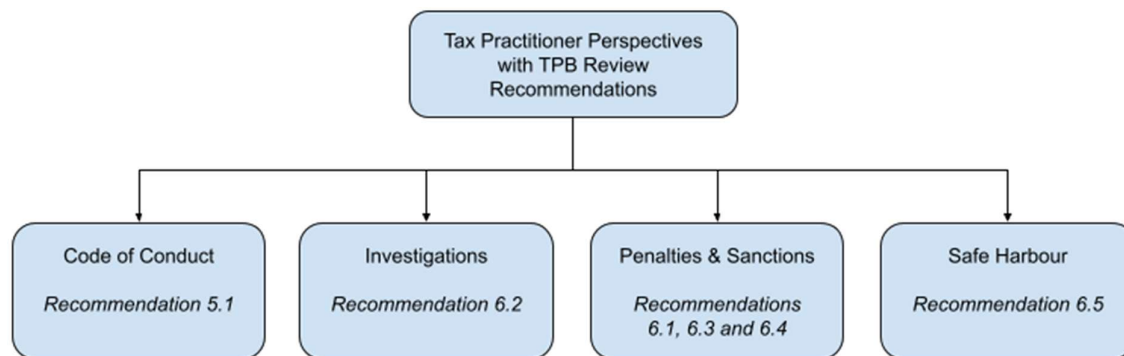 Tax Practitioner Perspectives
with TPB Review
Recommendations
Code of Conduct
Recommendation 5.1
Investigations
Recommendation 6.2
Penalties & Sanctions
Recommendations
6.1, 6.3 and 6.4
Safe Harbour
Recommendation 6.5